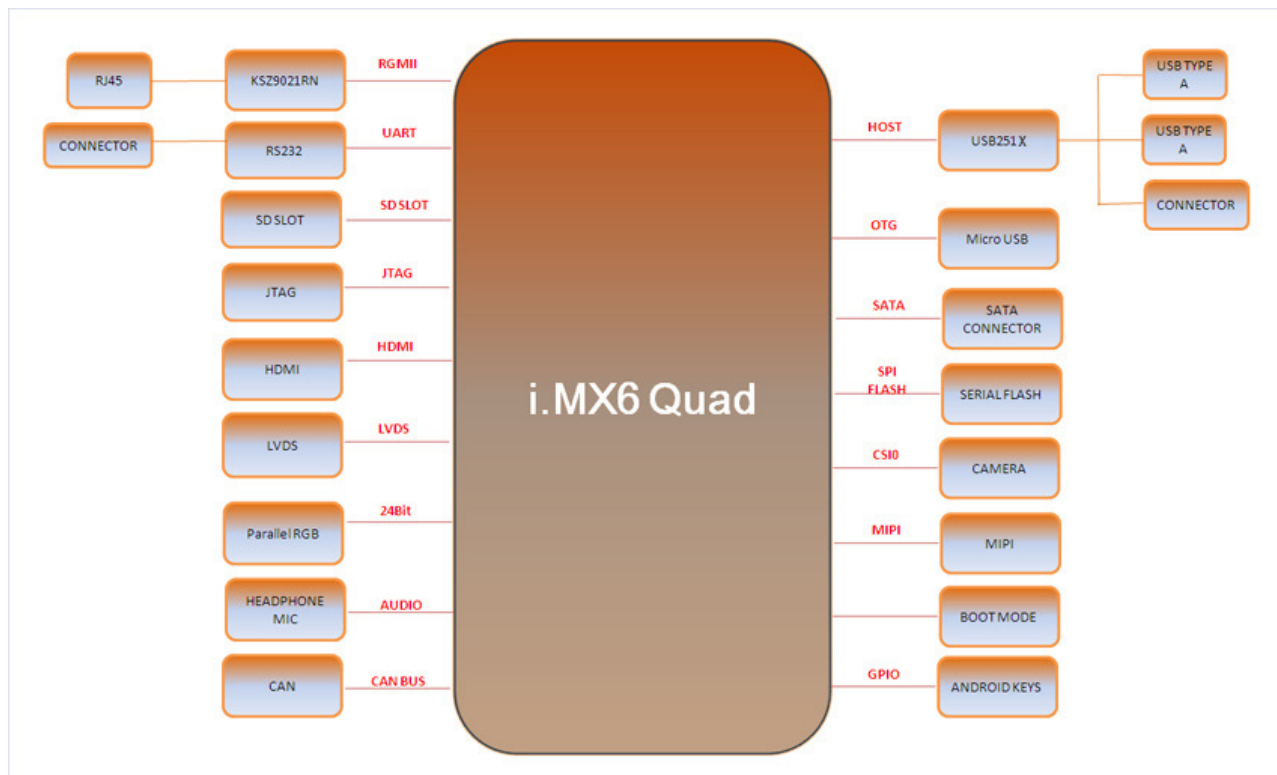 RJ45
KSZ9021RN
RGMII
CONNECTOR
RS232
UART
SD SLOT
SD SLOT
JTAG
JTAG
HDMI
HDMI
LVDS
LVDS
Parallel RGB
24Bit
HEADPHONE
MIC
AUDIO
CAN
CAN BUS
i.MX6 Quad
HOST
USB251X
USB TYPE
A
USB TYPE
A
CONNECTOR
OTG
Micro USB
SATA
SATA
CONNECTOR
SPI
FLASH
SERIAL FLASH
CSI0
CAMERA
MIPI
MIPI
BOOT MODE
GPIO
ANDROID KEYS